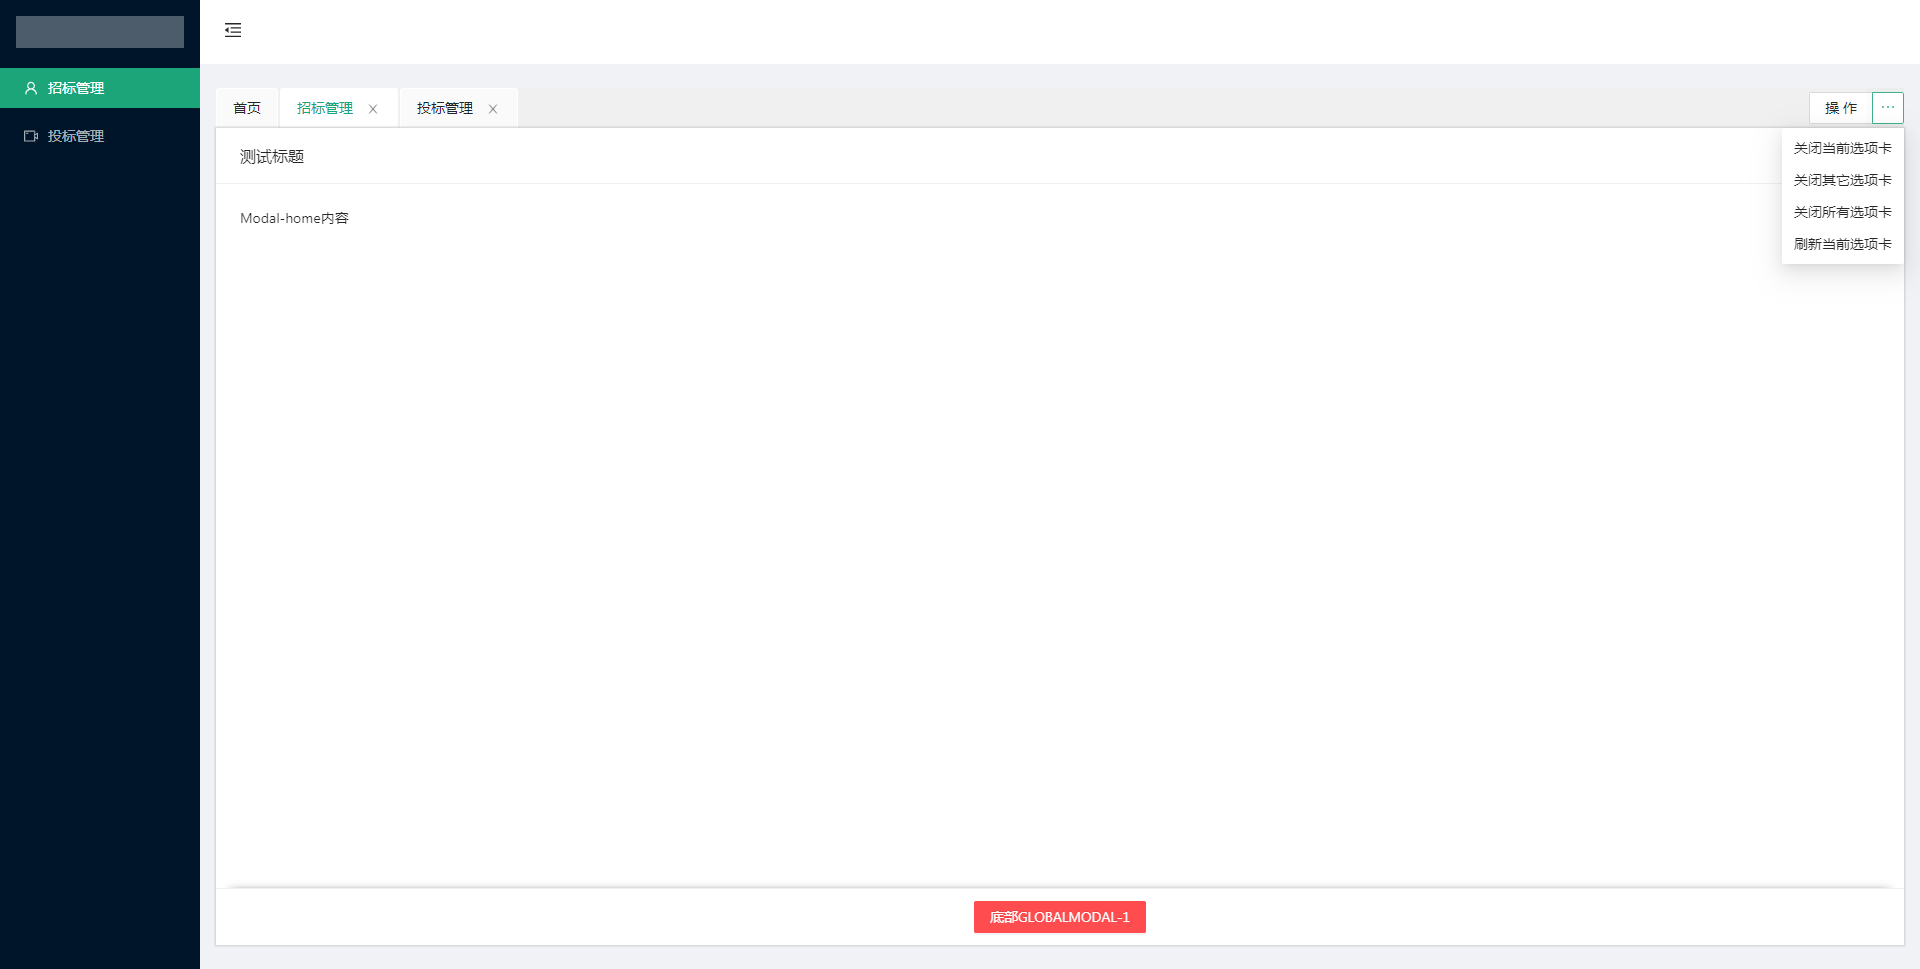 招标管理
投标管理
首页
招标管理
投标管理
操 作
关闭当前选项卡
关闭其它选项卡
关闭所有选项卡
刷新当前选项卡
测试标题
Modal-home内容
底部GLOBALMODAL-1